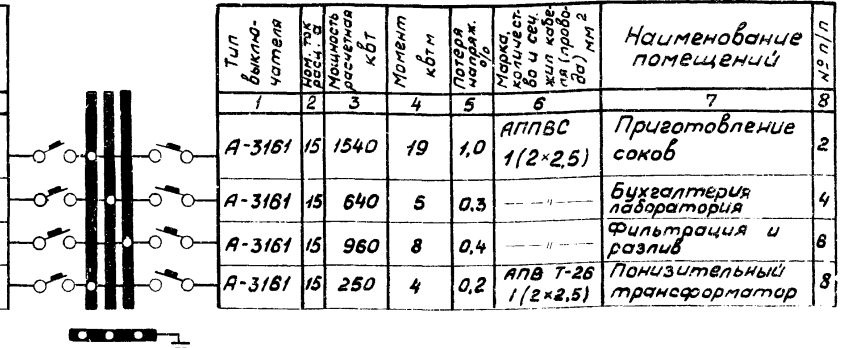 Тип выключателя
Ном. ток расц. а
Мощность расчетная квт
Момент квтм
Потеря напряж. %
Марка, количество и сечжил кабеля (провода) мм²
Наименование помещений
№ п/п
1 2 3 4 5 6 7 8
А-3161 15 1540 19 1,0 АППВС 1(2×2,5) Приготовление соков 2
А-3161 15 640 5 0,3 —〃— Бухгалтерия лаборатория 4
А-3161 15 960 8 0,4 —〃— Фильтрация и разлив 6
А-3161 15 250 4 0,2 АПВ Т-26 1(2×2,5) Понизительный трансформатор 8